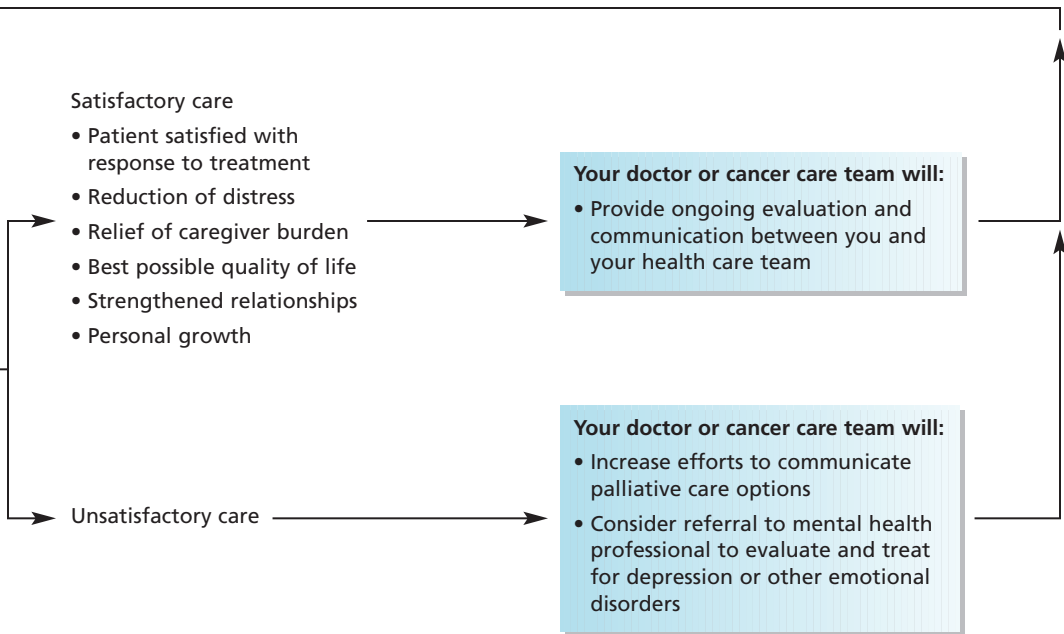 Satisfactory care
• Patient satisfied with
response to treatment
• Reduction of distress
• Relief of caregiver burden
• Best possible quality of life
• Strengthened relationships
• Personal growth
Your doctor or cancer care team will:
• Provide ongoing evaluation and
communication between you and
your health care team
Unsatisfactory care
Your doctor or cancer care team will:
• Increase efforts to communicate
palliative care options
• Consider referral to mental health
professional to evaluate and treat
for depression or other emotional
disorders